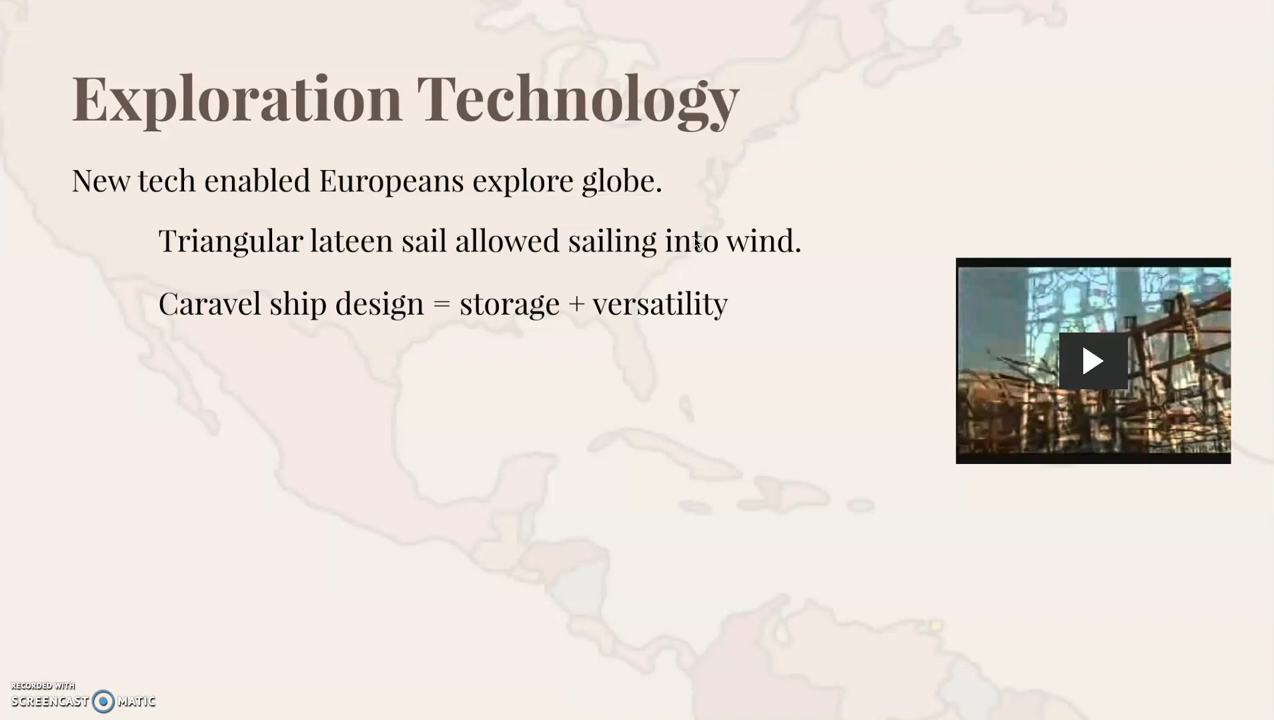 Exploration Technology
New tech enabled Europeans explore globe.
Triangular lateen sail allowed sailing into wind.
Caravel ship design = storage + versatility
RECORDED WITH
SCREENCAST MATIC